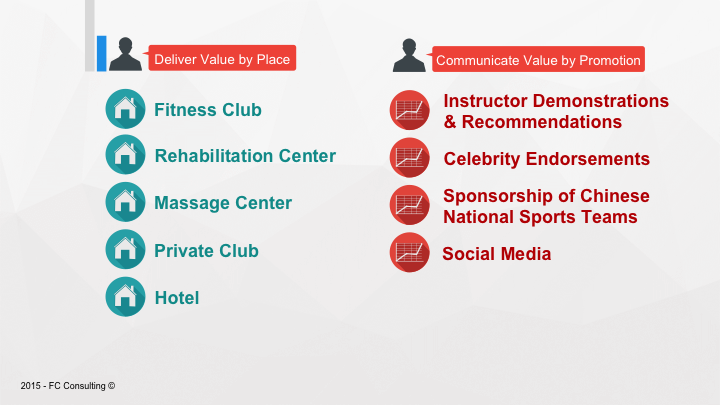 Deliver Value by Place
Fitness Club
Rehabilitation Center
Massage Center
Private Club
Hotel
Communicate Value by Promotion
Instructor Demonstrations
& Recommendations
Celebrity Endorsements
Sponsorship of Chinese
National Sports Teams
Social Media
2015 - FC Consulting ©